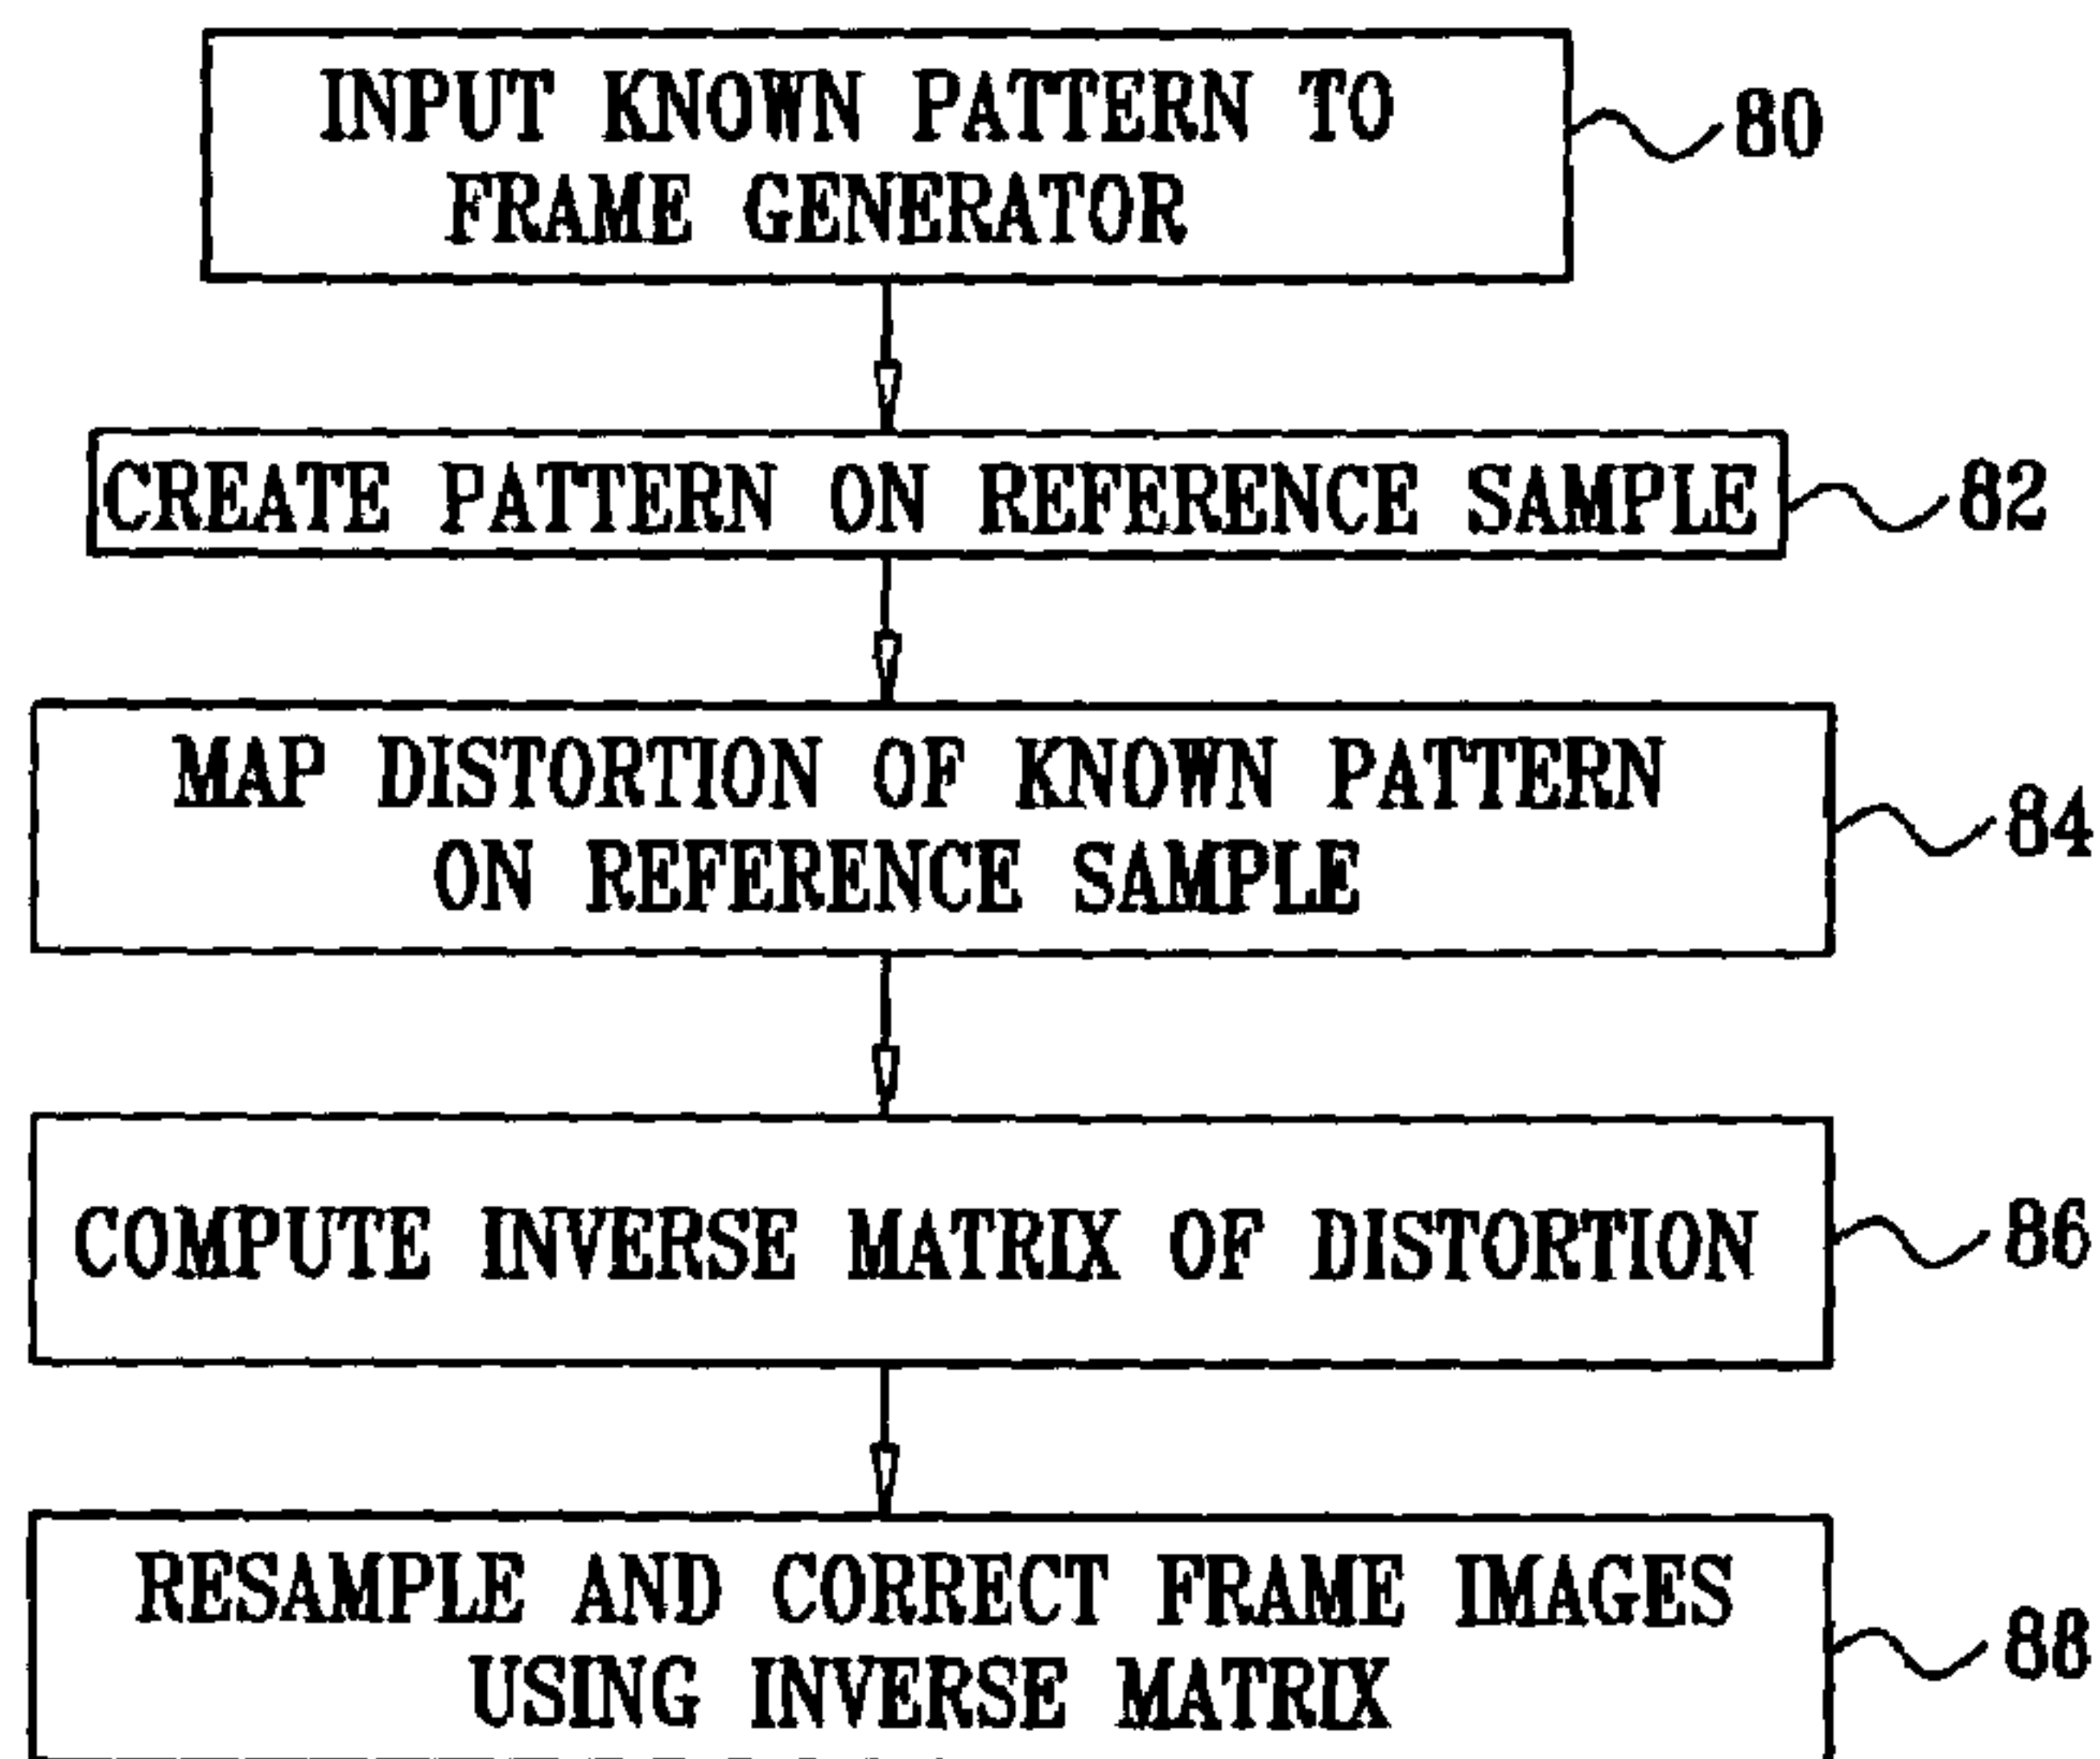 INPUT KNOWN PATTERN TO
FRAME GENERATOR
80
CREATE PATTERN ON REFERENCE SAMPLE
82
MAP DISTORTION OF KNOWN PATTERN
ON REFERENCE SAMPLE
84
COMPUTE INVERSE MATRIX OF DISTORTION
86
RESAMPLE AND CORRECT FRAME IMAGES
USING INVERSE MATRIX
88